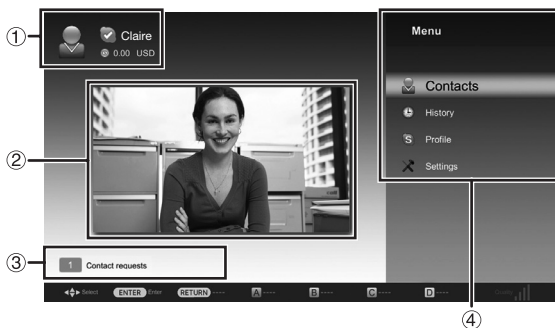 ①
Claire
0.00 USD
②
③
1 Contact requests
Menu
Contacts
History
Profile
Settings
④
Select ENTER Enter RETURN ---- A ---- B ---- C ---- D ---- Quality